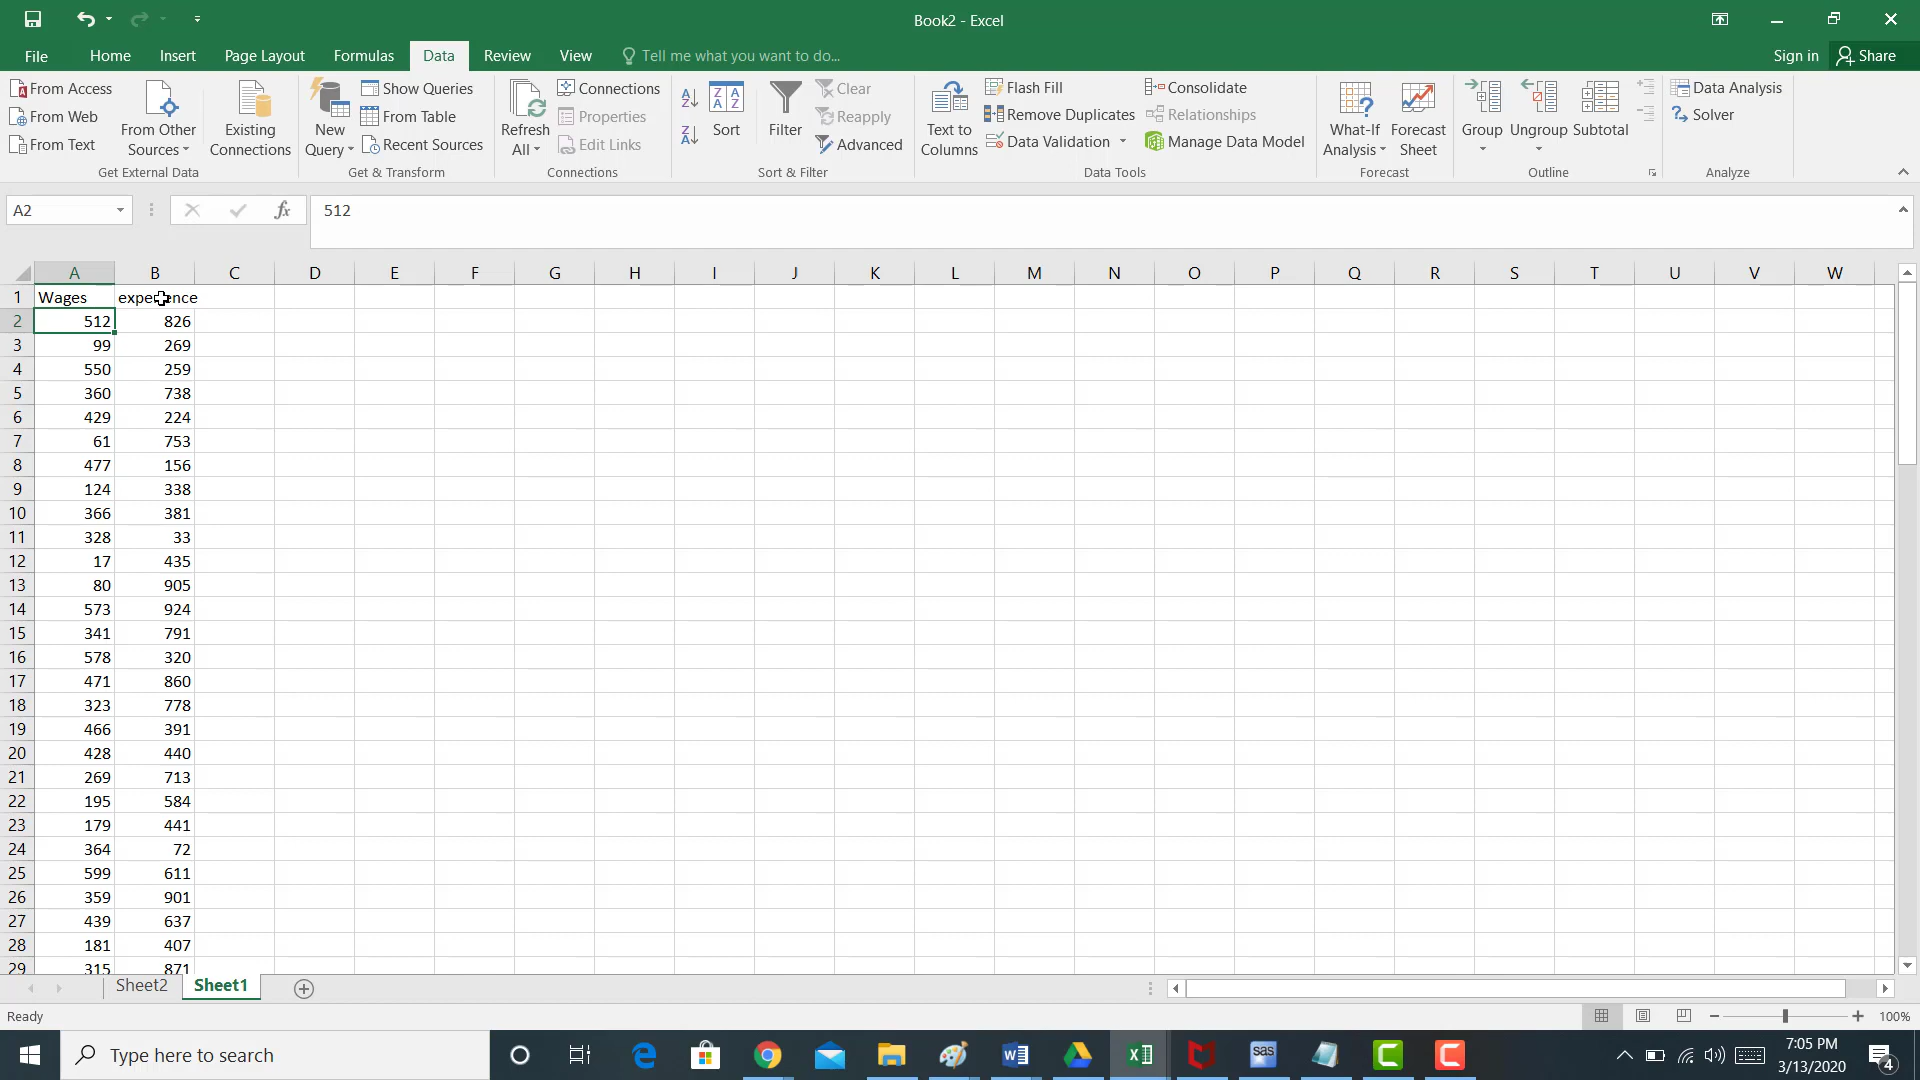 Book2 - Excel
File Home Insert Page Layout Formulas Data Review View Tell me what you want to do... Sign in Share
From Access
From Web
From Text
From Other Sources
Existing Connections
Get External Data
New Query
Show Queries
From Table
Recent Sources
Get & Transform
Refresh All
Connections
Properties
Edit Links
Connections
Sort
Filter
Clear
Reapply
Advanced
Sort & Filter
Text to Columns
Flash Fill
Remove Duplicates
Data Validation
Consolidate
Relationships
Manage Data Model
Data Tools
What-If Analysis
Forecast Sheet
Forecast
Group
Ungroup
Subtotal
Outline
Data Analysis
Solver
Analyze
A2 fx 512
A B C D E F G H I J K L M N O P Q R S T U V W
1 Wages experience
2 512 826
3 99 269
4 550 259
5 360 738
6 429 224
7 61 753
8 477 156
9 124 338
10 366 381
11 328 33
12 17 435
13 80 905
14 573 924
15 341 791
16 578 320
17 471 860
18 323 778
19 466 391
20 428 440
21 269 713
22 195 584
23 179 441
24 364 72
25 599 611
26 359 901
27 439 637
28 181 407
29 315 871
Sheet2 Sheet1
Ready 100%
Type here to search
sas
7:05 PM
3/13/2020
4